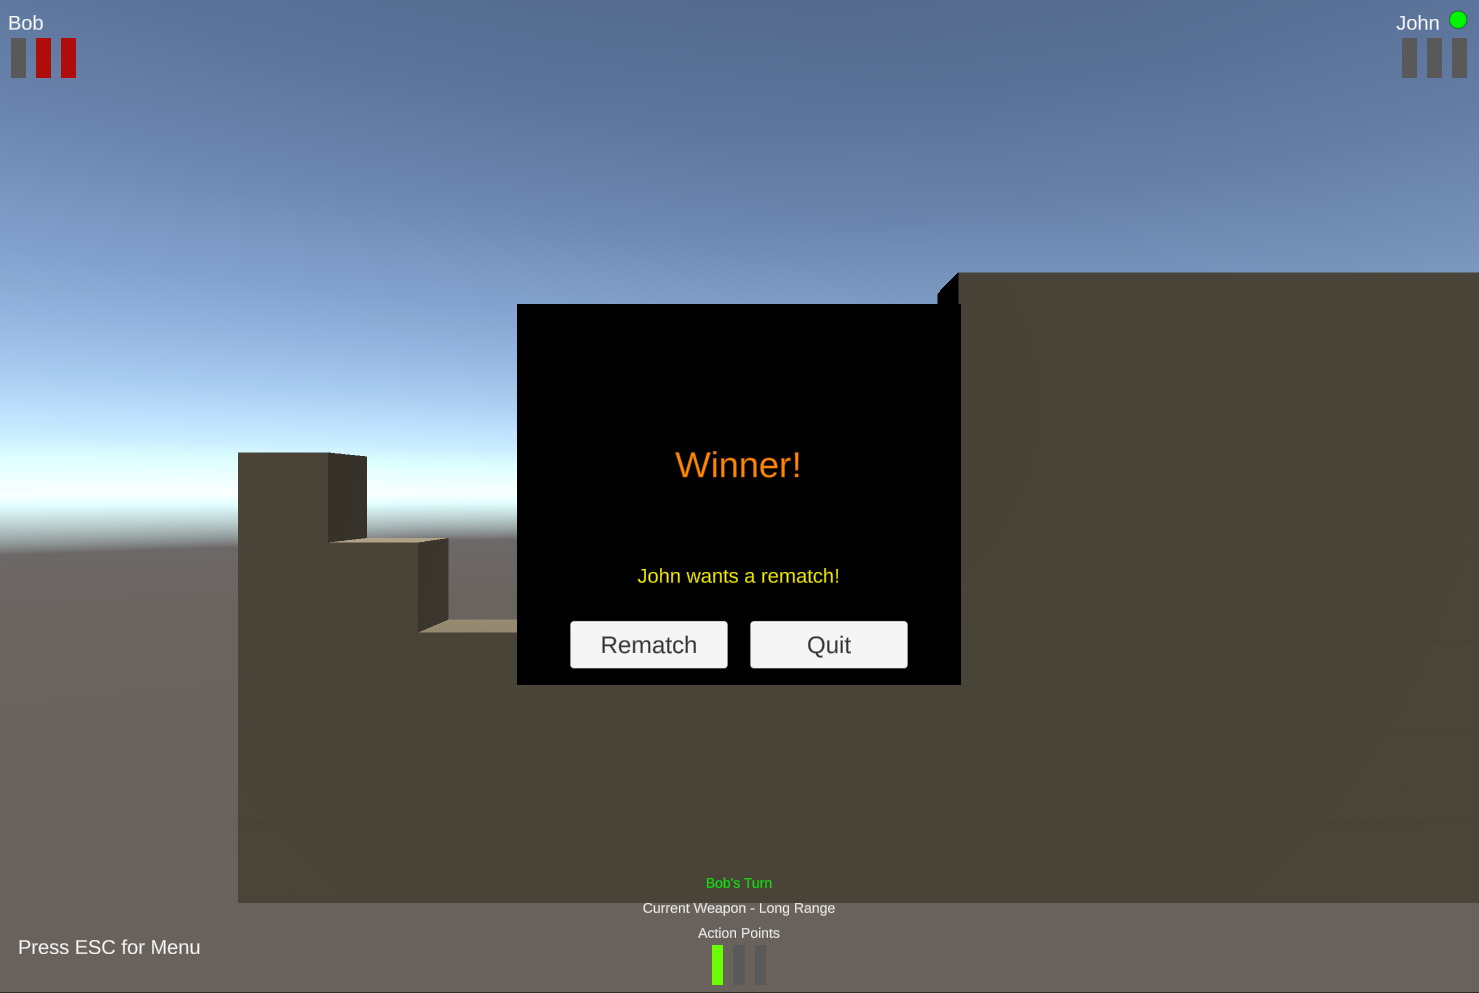 Bob
John
Winner!
John wants a rematch!
Rematch
Quit
Bob's Turn
Current Weapon - Long Range
Action Points
Press ESC for Menu